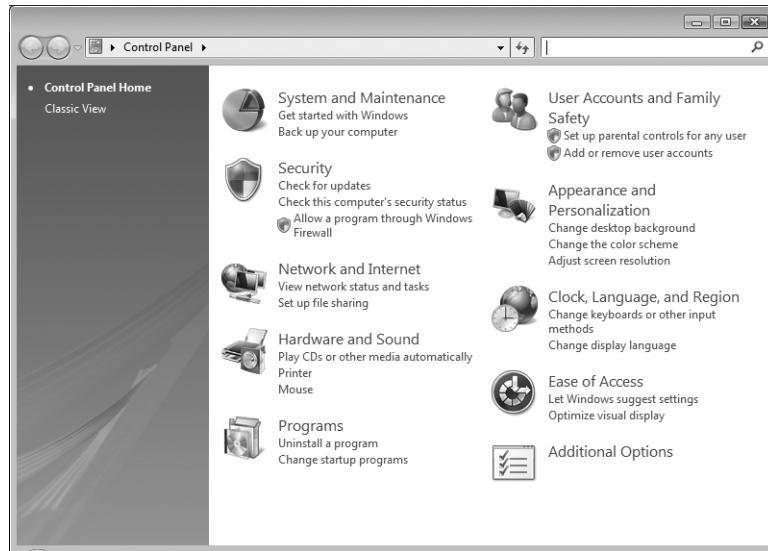 Control Panel
Control Panel Home
Classic View
System and Maintenance
Get started with Windows
Back up your computer
Security
Check for updates
Check this computer's security status
Allow a program through Windows
Firewall
Network and Internet
View network status and tasks
Set up file sharing
Hardware and Sound
Play CDs or other media automatically
Printer
Mouse
Programs
Uninstall a program
Change startup programs
User Accounts and Family
Safety
Set up parental controls for any user
Add or remove user accounts
Appearance and
Personalization
Change desktop background
Change the color scheme
Adjust screen resolution
Clock, Language, and Region
Change keyboards or other input
methods
Change display language
Ease of Access
Let Windows suggest settings
Optimize visual display
Additional Options